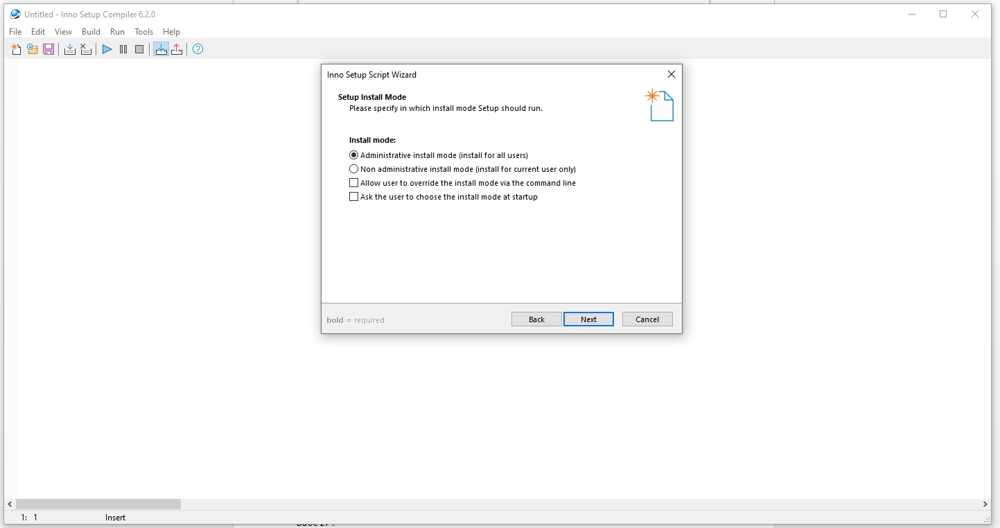 Untitled - Inno Setup Compiler 6.2.0
File Edit View Build Run Tools Help
Inno Setup Script Wizard
Setup Install Mode
Please specify in which install mode Setup should run.
Install mode:
Administrative install mode (install for all users)
Non administrative install mode (install for current user only)
Allow user to override the install mode via the command line
Ask the user to choose the install mode at startup
bold = required
Back Next Cancel
1: 1 Insert